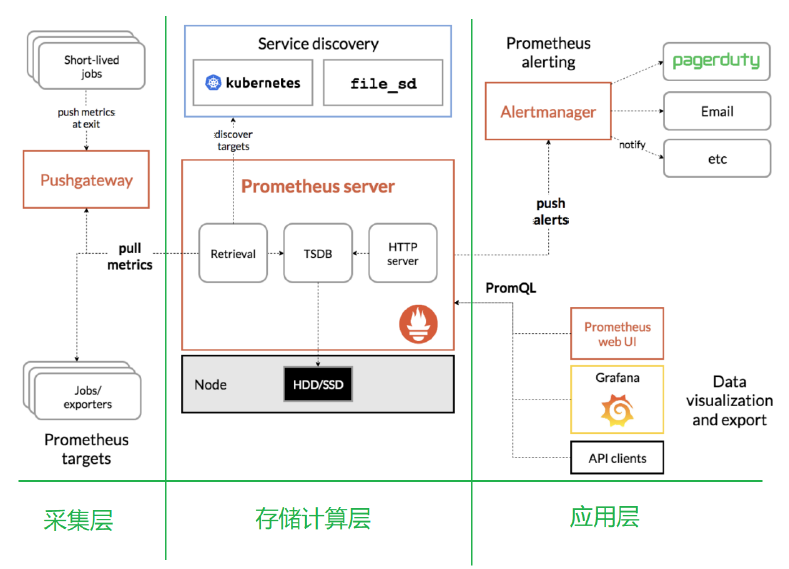 Short-lived
jobs
push metrics
at exit
Pushgateway
pull
metrics
Jobs/
exporters
Prometheus
targets
Service discovery
kubernetes
file_sd
discover
targets
Prometheus server
Retrieval
TSDB
HTTP
server
Node
HDD/SSD
Prometheus
alerting
Alertmanager
pagerduty
Email
etc
notify
push
alerts
PromQL
Prometheus
web UI
Grafana
API clients
Data
visualization
and export
采集层
存储计算层
应用层